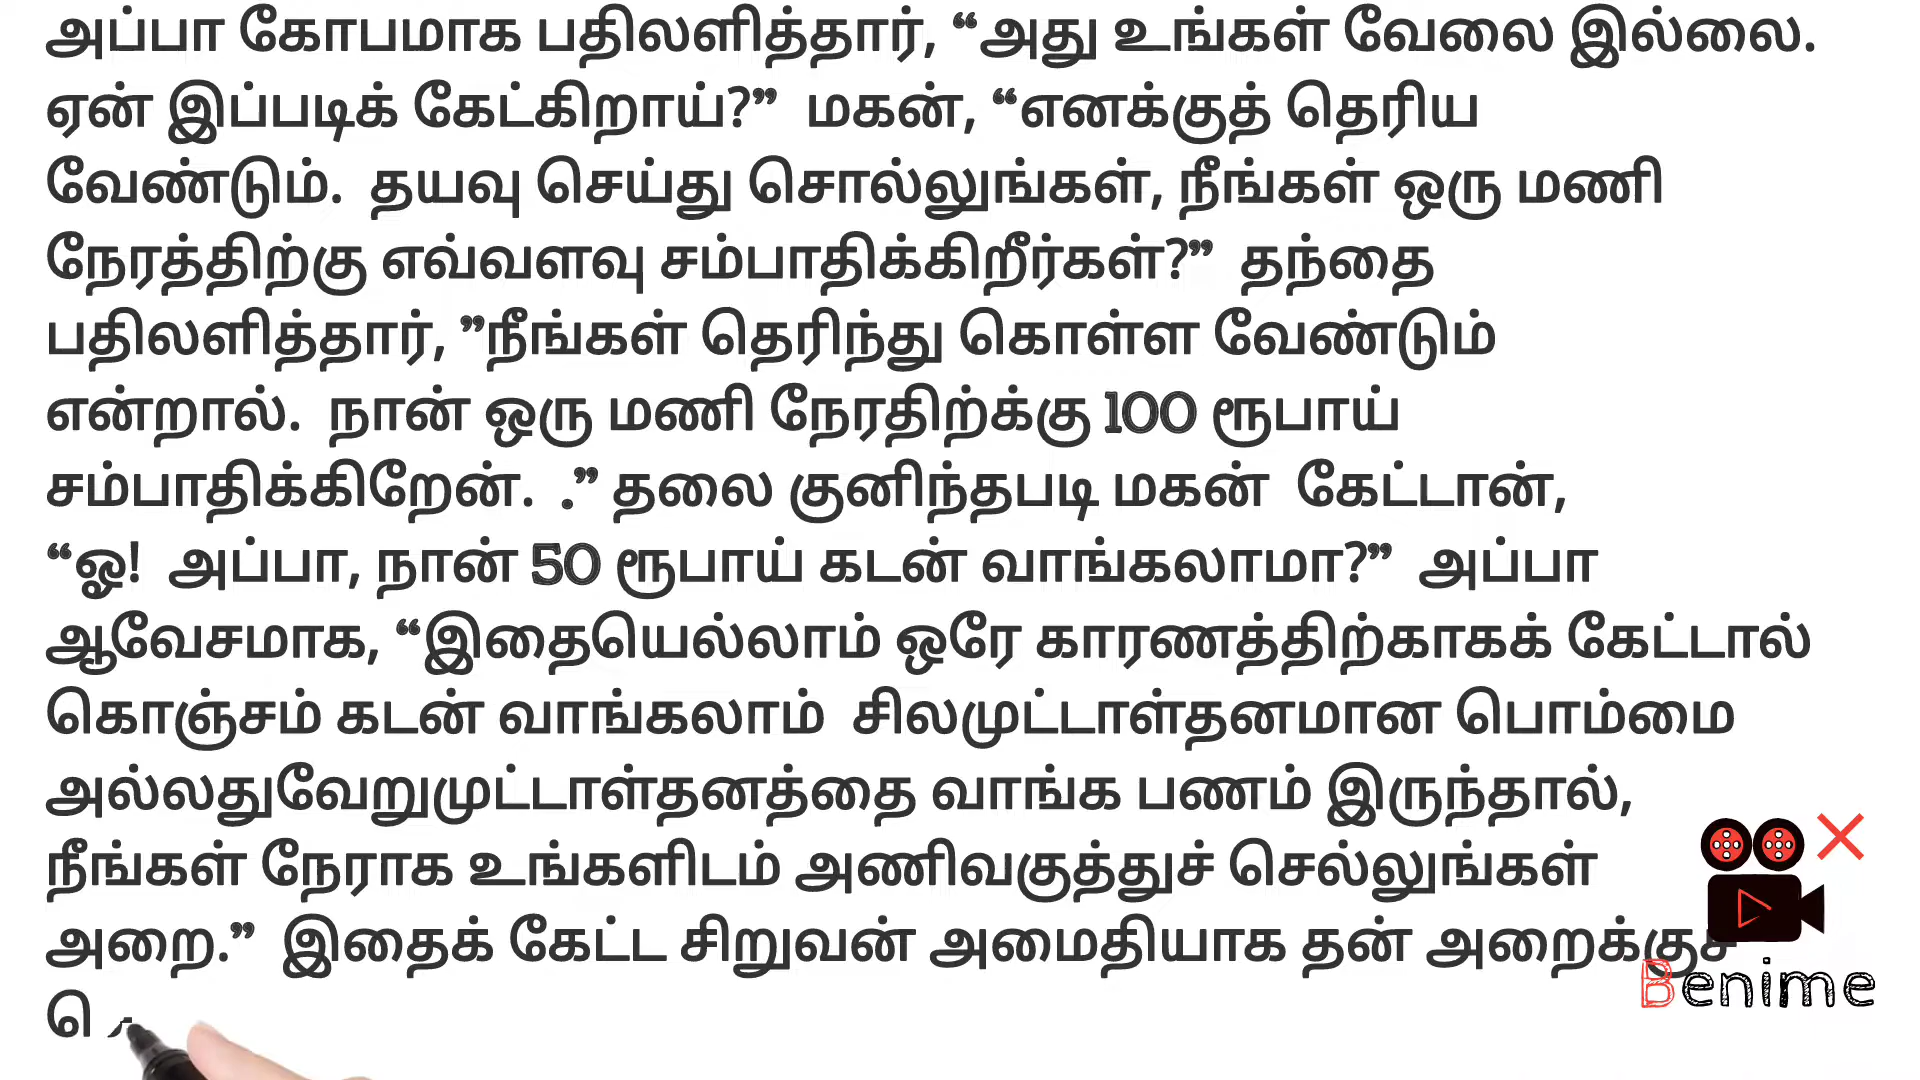 அப்பா கோபமாக பதிலளித்தார், “அது உங்கள் வேலை இல்லை.
ஏன் இப்படிக் கேட்கிறாய்?” மகன், “எனக்குத் தெரிய
வேண்டும். தயவு செய்து சொல்லுங்கள், நீங்கள் ஒரு மணி
நேரத்திற்கு எவ்வளவு சம்பாதிக்கிறீர்கள்?” தந்தை
பதிலளித்தார், ”நீங்கள் தெரிந்து கொள்ள வேண்டும்
என்றால். நான் ஒரு மணி நேரதிற்க்கு 100 ரூபாய்
சம்பாதிக்கிறேன். .” தலை குனிந்தபடி மகன் கேட்டான்,
“ஓ! அப்பா, நான் 50 ரூபாய் கடன் வாங்கலாமா?” அப்பா
ஆவேசமாக, “இதையெல்லாம் ஒரே காரணத்திற்காகக் கேட்டால்
கொஞ்சம் கடன் வாங்கலாம் சிலமுட்டாள்தனமான பொம்மை
அல்லதுவேறுமுட்டாள்தனத்தை வாங்க பணம் இருந்தால்,
நீங்கள் நேராக உங்களிடம் அணிவகுத்துச் செல்லுங்கள்
அறை.” இதைக் கேட்ட சிறுவன் அமைதியாக தன் அறைக்குச்
Benime